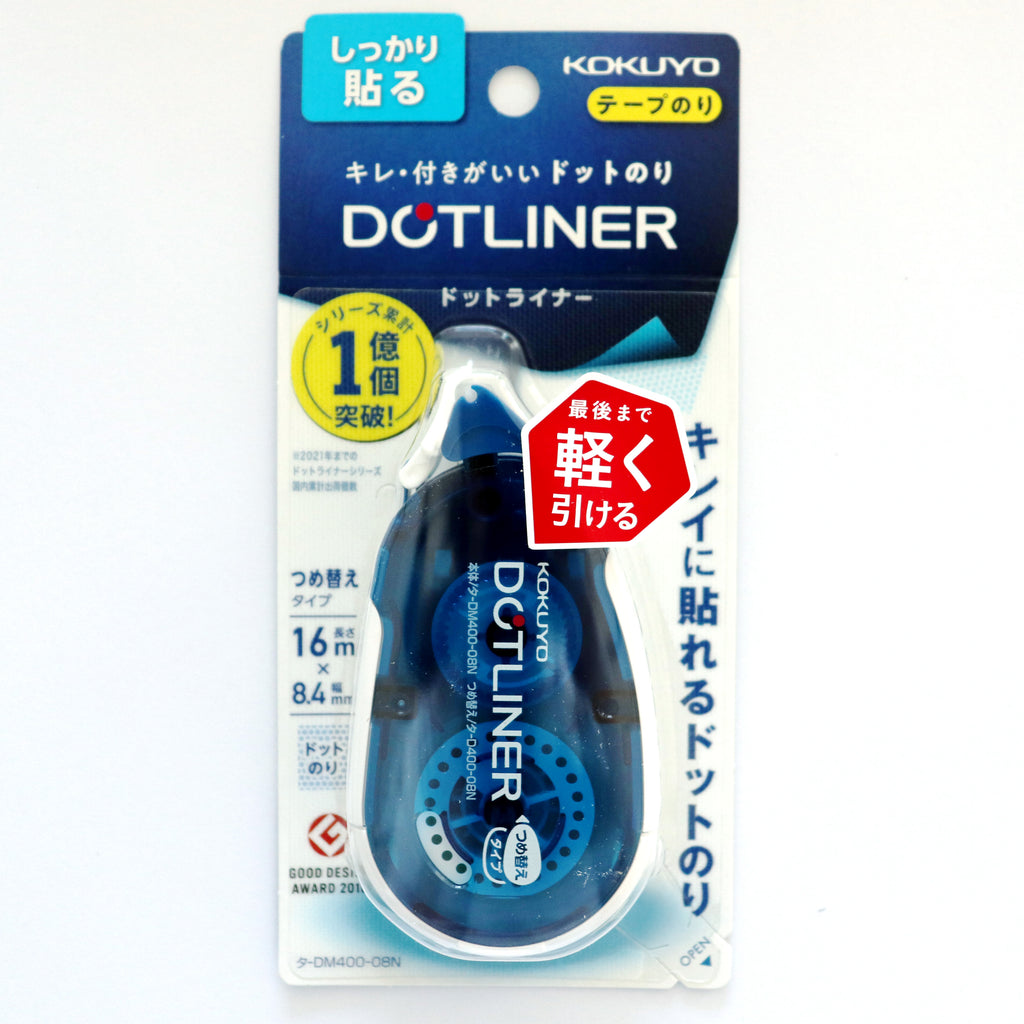 しっかり
貼る
KOKUYO
テープのり
キレ・付きがいいドットのり
DOTLINER
ドットライナー
シリーズ累計
1億個
突破!
※2021年までの
ドットライナーシリーズ
国内累計出荷個数
最後まで
軽く
引ける
キレイに貼れるドットのり
つめ替え
タイプ
16m 長さ
×
8.4mm 幅
ドット
のり
GOOD DESI
AWARD 201
KOKUYO
DOTLINER
本体/タ-DM400-08N つめ替え/タ-D400-08N
つめ替え
タイプ
タ-DM400-08N
OPEN